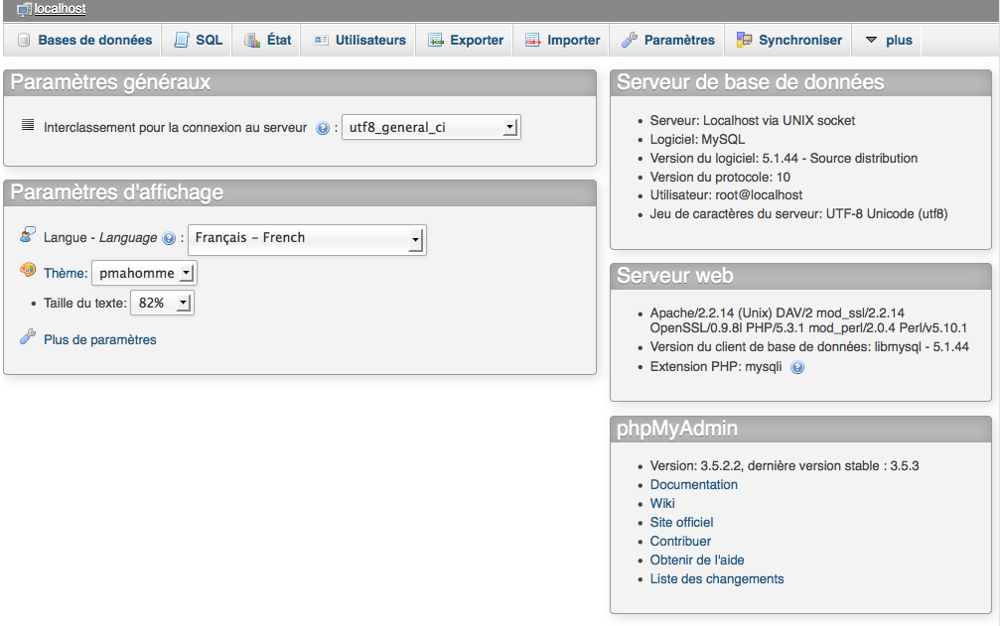 localhost
Bases de données SQL État Utilisateurs Exporter Importer Paramètres Synchroniser plus
Paramètres généraux
Interclassement pour la connexion au serveur : utf8_general_ci
Paramètres d'affichage
Langue - Language : Français - French
Thème: pmahomme
• Taille du texte: 82%
Plus de paramètres
Serveur de base de données
• Serveur: Localhost via UNIX socket
• Logiciel: MySQL
• Version du logiciel: 5.1.44 - Source distribution
• Version du protocole: 10
• Utilisateur: root@localhost
• Jeu de caractères du serveur: UTF-8 Unicode (utf8)
Serveur web
• Apache/2.2.14 (Unix) DAV/2 mod_ssl/2.2.14
OpenSSL/0.9.8l PHP/5.3.1 mod_perl/2.0.4 Perl/v5.10.1
• Version du client de base de données: libmysql - 5.1.44
• Extension PHP: mysqli
phpMyAdmin
• Version: 3.5.2.2, dernière version stable : 3.5.3
• Documentation
• Wiki
• Site officiel
• Contribuer
• Obtenir de l'aide
• Liste des changements